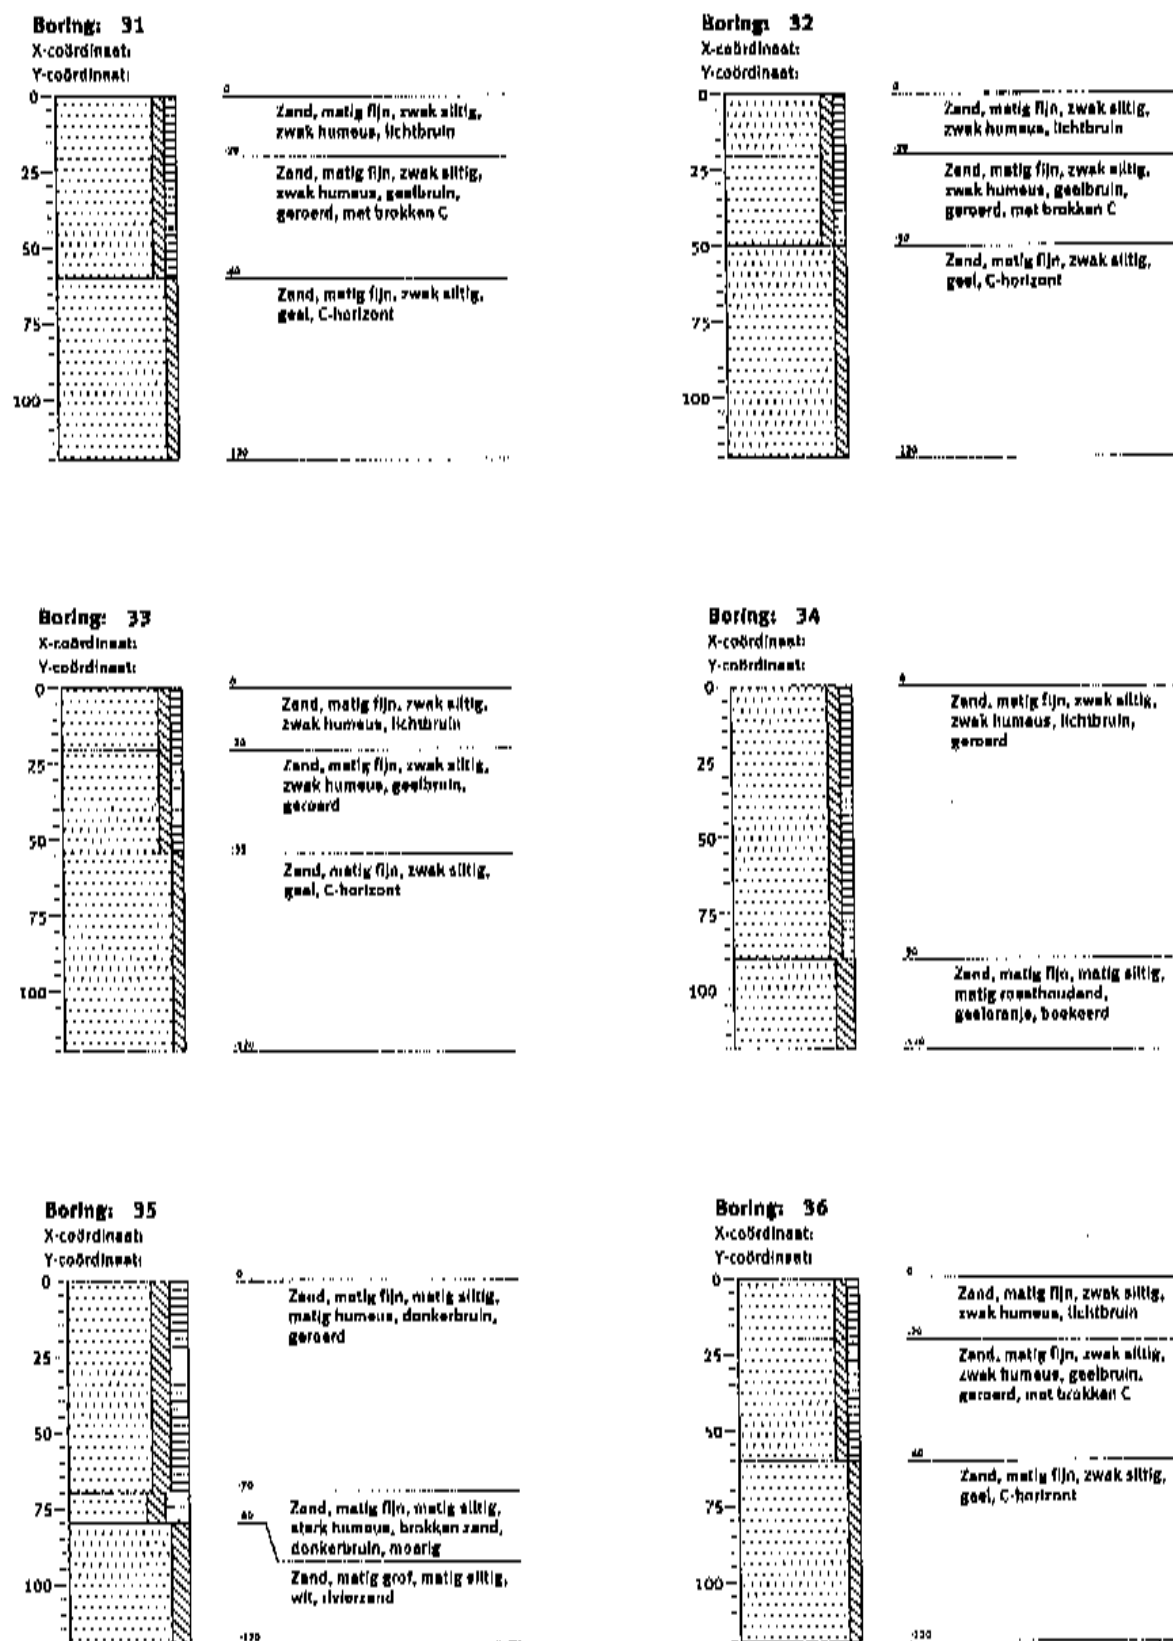 Boring: 31
X-coördinaat:
Y-coördinaat:
0
25
50
75
100
0
Zand, matig fijn, zwak siltig,
zwak humeus, lichtbruin
Zand, matig fijn, zwak siltig,
zwak humeus, geelbruin,
geroerd, met brokken C
Zand, matig fijn, zwak siltig,
geel, C-horizont
Boring: 32
X-coördinaat:
Y-coördinaat:
0
25
50
75
100
Zand, matig fijn, zwak siltig,
zwak humeus, lichtbruin
Zand, matig fijn, zwak siltig,
zwak humeus, geelbruin,
geroerd, met brokken C
Zand, matig fijn, zwak siltig,
geel, C-horizont
-120
Boring: 33
X-coördinaat:
Y-coördinaat:
0
25
50
75
100
Zand, matig fijn, zwak siltig,
zwak humeus, lichtbruin
Zand, matig fijn, zwak siltig,
zwak humeus, geelbruin,
geroerd
Zand, matig fijn, zwak siltig,
geel, C-horizont
-120
Boring: 34
X-coördinaat:
Y-coördinaat:
0
25
50
75
100
Zand, matig fijn, zwak siltig,
zwak humeus, lichtbruin,
geroerd
Zand, matig fijn, matig siltig,
matig roesthoudend,
geeloranje, beekeerd
Boring: 35
X-coördinaat:
Y-coördinaat:
0
25
50
75
100
0
Zand, matig fijn, matig siltig,
matig humeus, donkerbruin,
geroerd
-70
Zand, matig fijn, matig siltig,
sterk humeus, brokken zand,
donkerbruin, moerig
Zand, matig grof, matig siltig,
wit, rivierzand
-120
Boring: 36
X-coördinaat:
Y-coördinaat:
0
25
50
75
100
0
Zand, matig fijn, zwak siltig,
zwak humeus, lichtbruin
Zand, matig fijn, zwak siltig,
zwak humeus, geelbruin,
geroerd, met brokken C
Zand, matig fijn, zwak siltig,
geel, C-horizont